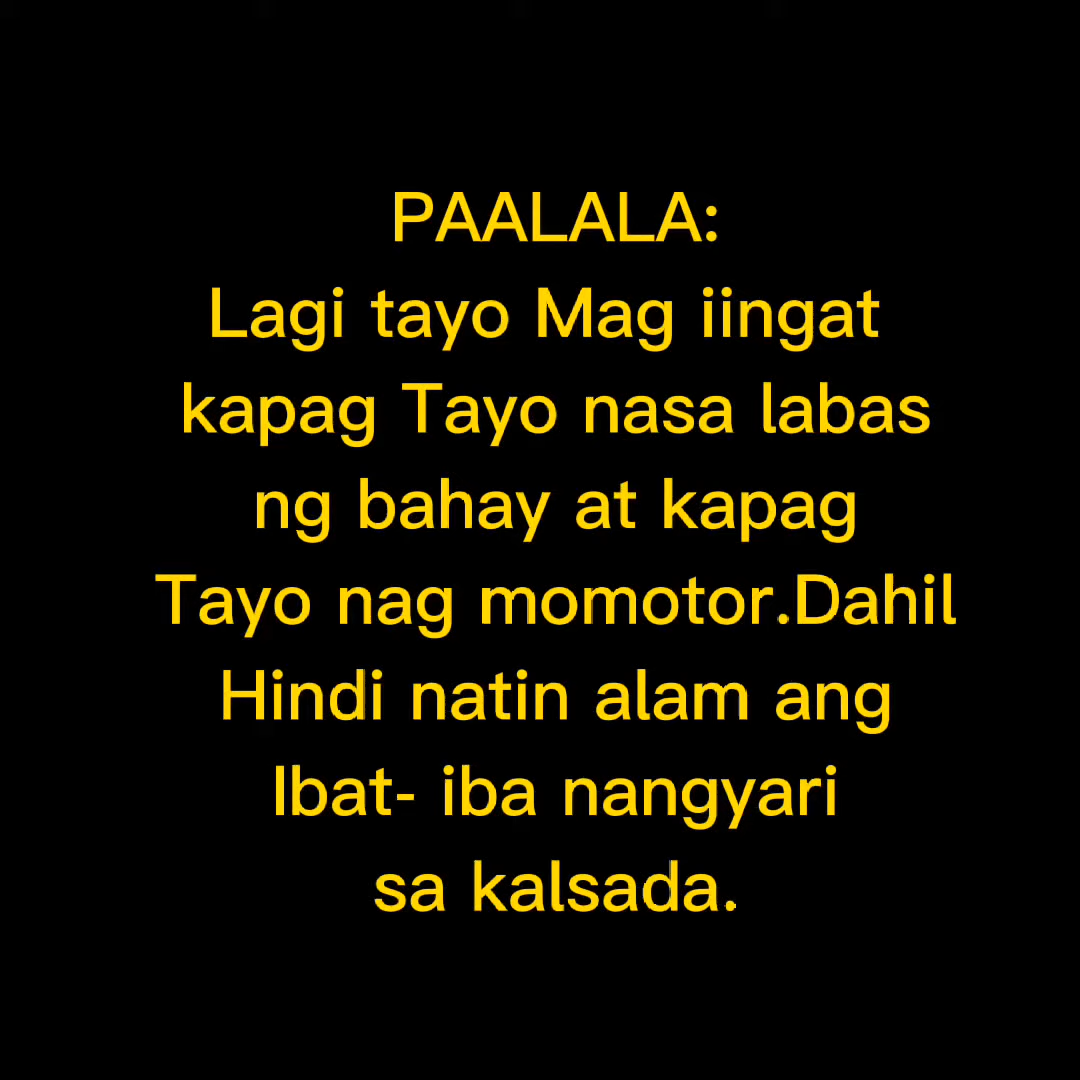 PAALALA:
Lagi tayo Mag iingat
kapag Tayo nasa labas
ng bahay at kapag
Tayo nag momotor.Dahil
Hindi natin alam ang
Ibat- iba nangyari
sa kalsada.